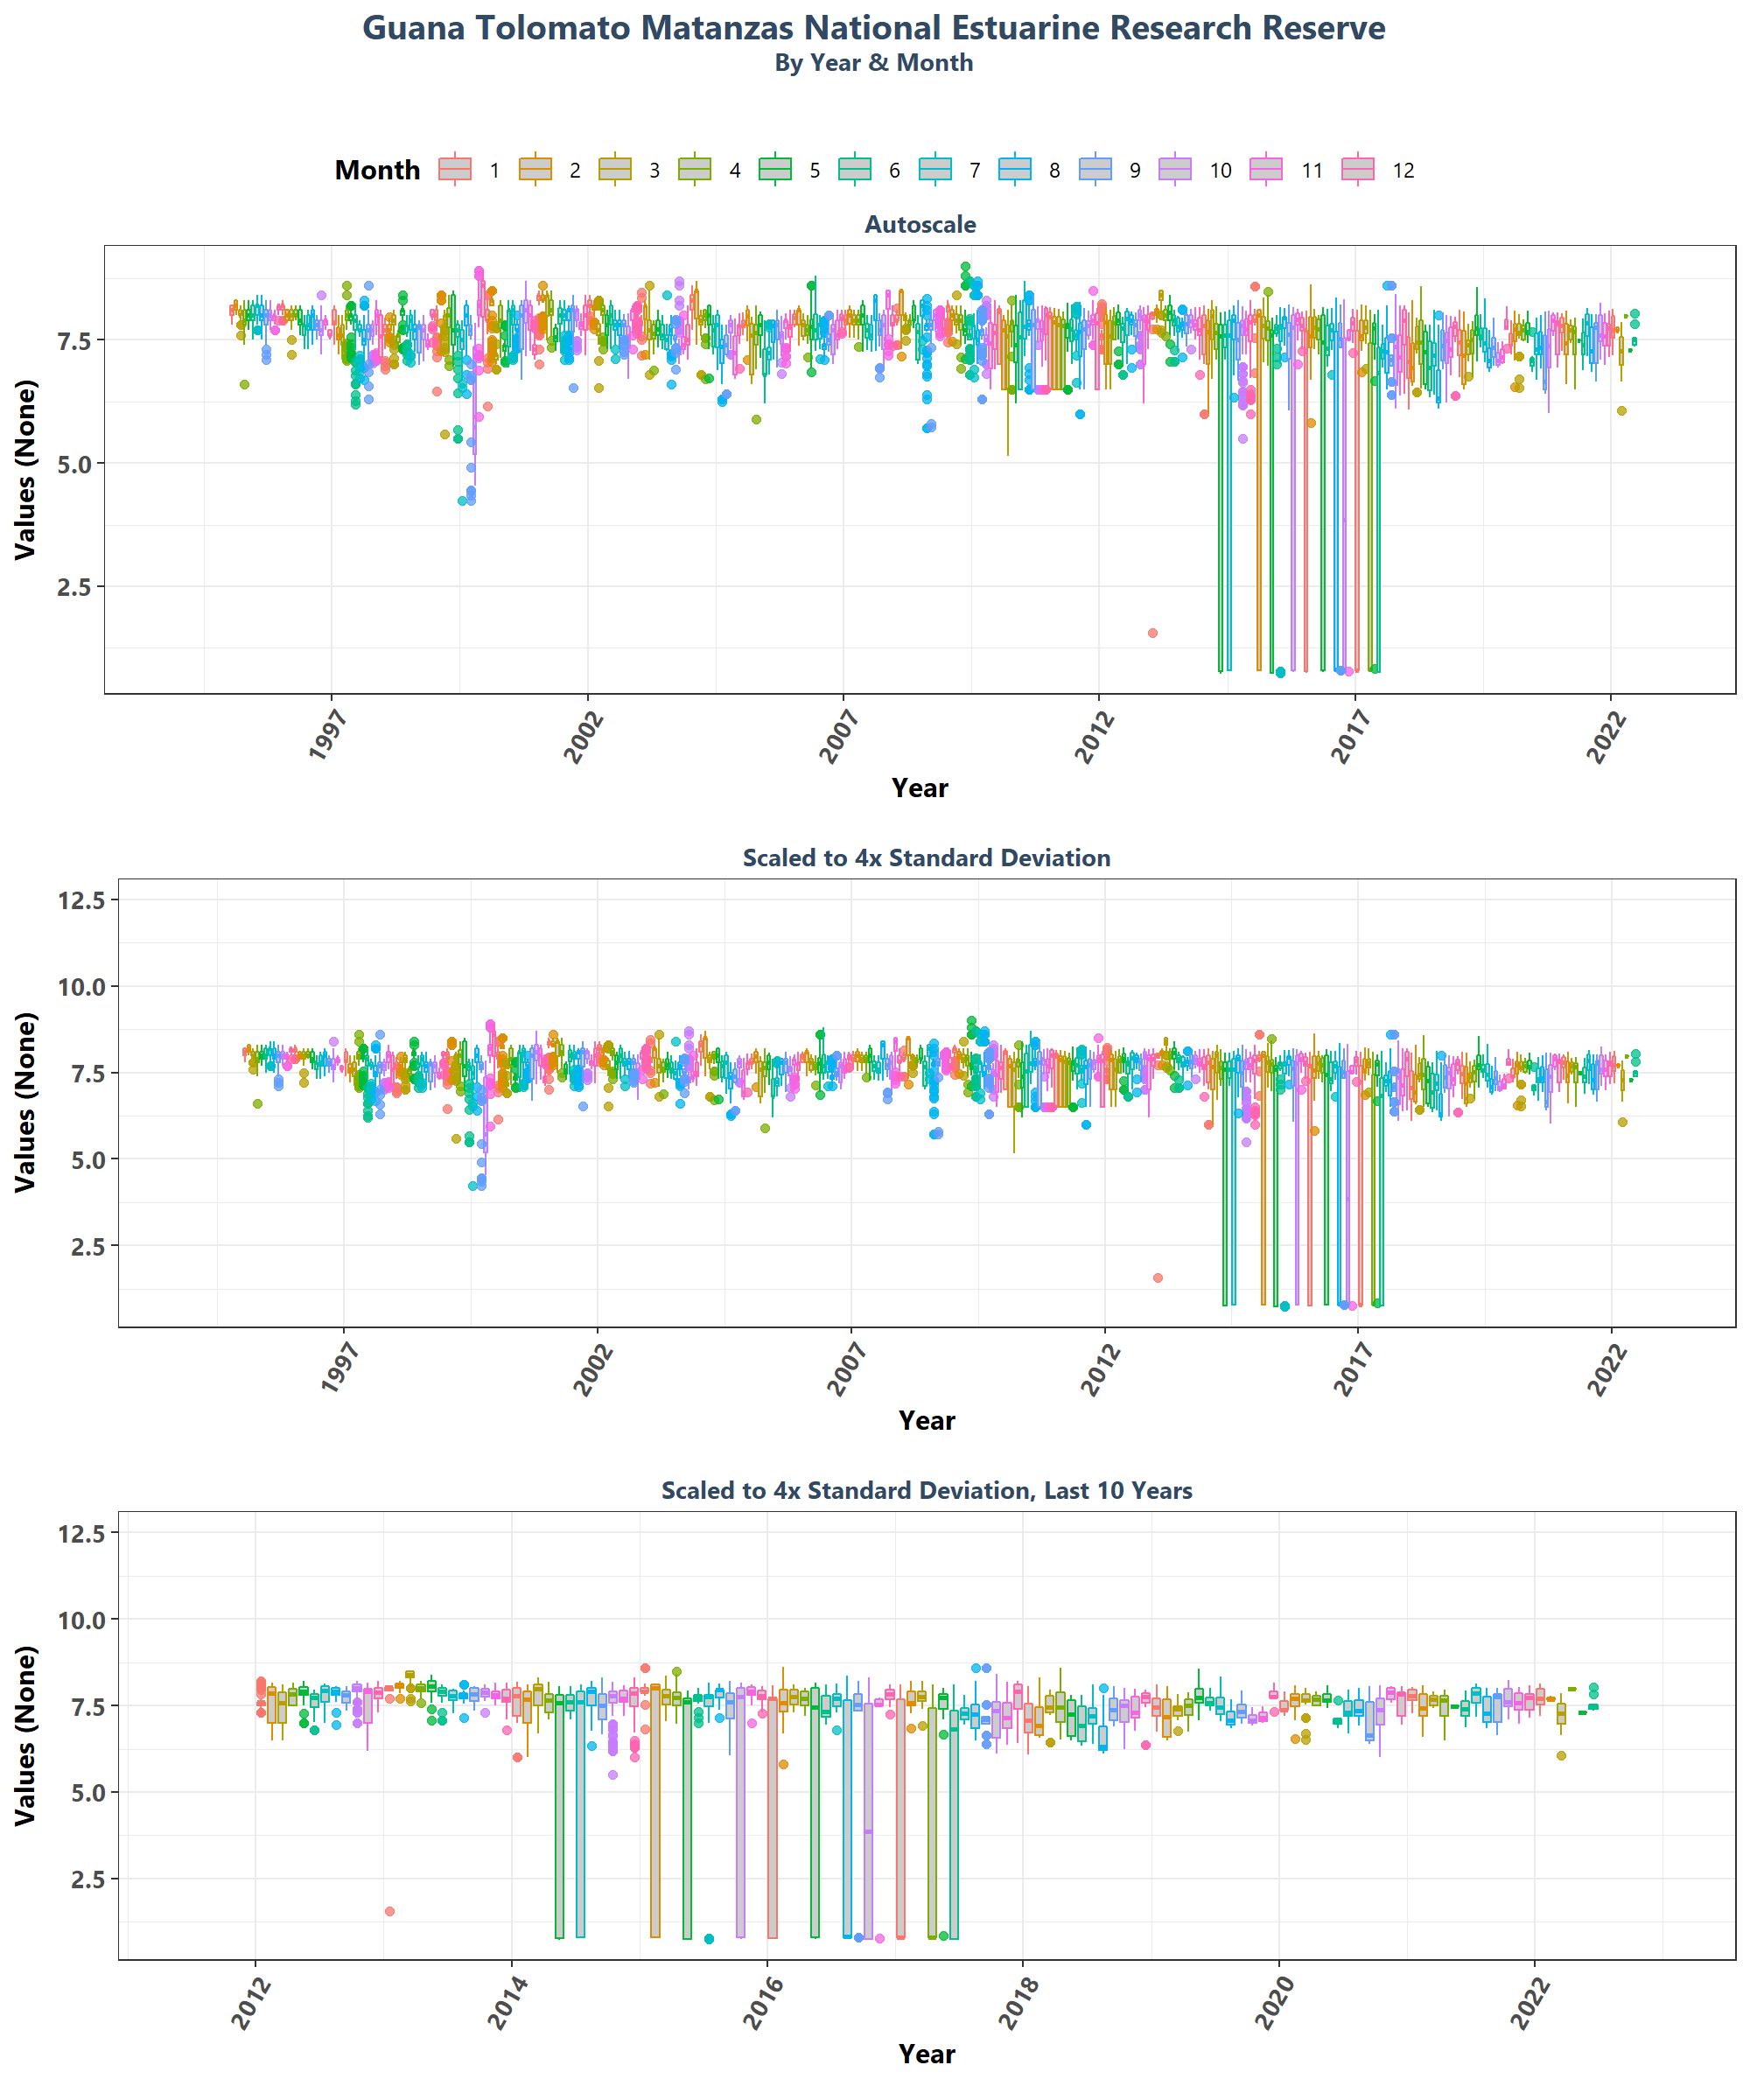 Guana Tolomato Matanzas National Estuarine Research Reserve
By Year & Month
Month 1 2 3 4 5 6 7 8 9 10 11 12
Autoscale
Values (None)
7.5
5.0
2.5
1997 2002 2007 2012 2017 2022
Year
Scaled to 4x Standard Deviation
Values (None)
12.5
10.0
7.5
5.0
2.5
1997 2002 2007 2012 2017 2022
Year
Scaled to 4x Standard Deviation, Last 10 Years
Values (None)
12.5
10.0
7.5
5.0
2.5
2012 2014 2016 2018 2020 2022
Year